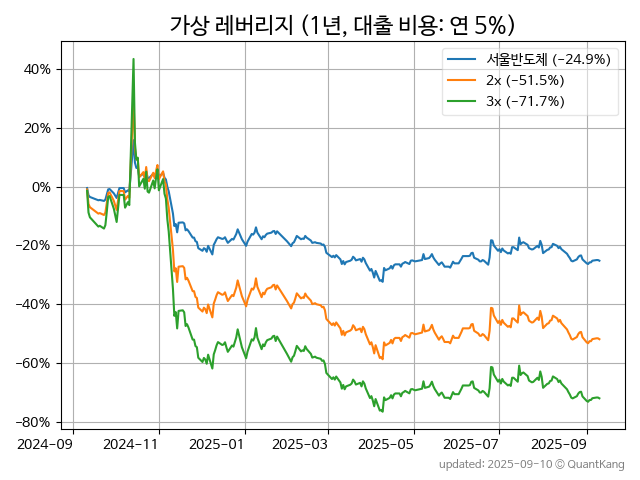 가상 레버리지 (1년, 대출 비용: 연 5%)
서울반도체 (-24.9%)
2x (-51.5%)
3x (-71.7%)
40%
20%
0%
-20%
-40%
-60%
-80%
2024-09 2024-11 2025-01 2025-03 2025-05 2025-07 2025-09
updated: 2025-09-10 © QuantKang